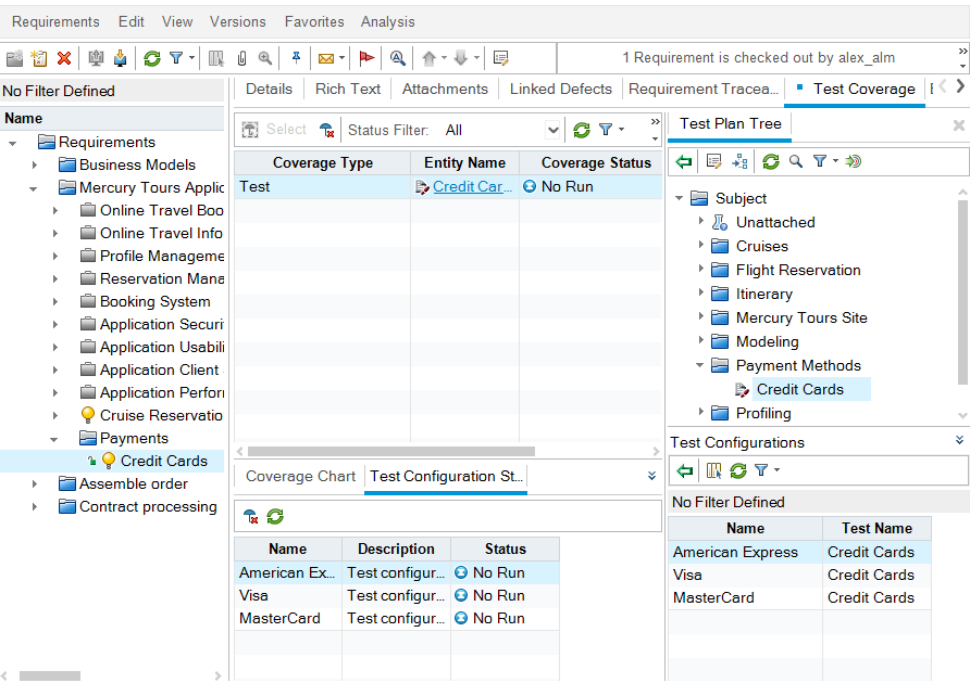 Requirements Edit View Versions Favorites Analysis
1 Requirement is checked out by alex_alm
No Filter Defined
Name
Requirements
Business Models
Mercury Tours Applic
Online Travel Boo
Online Travel Info
Profile Manageme
Reservation Mana
Booking System
Application Securi
Application Usabili
Application Client
Application Perfor
Cruise Reservatio
Payments
Credit Cards
Assemble order
Contract processing
Details Rich Text Attachments Linked Defects Requirement Tracea... Test Coverage
Select Status Filter: All
Coverage Type Entity Name Coverage Status
Test Credit Car... No Run
Coverage Chart Test Configuration St...
Name Description Status
American Ex... Test configur... No Run
Visa Test configur... No Run
MasterCard Test configur... No Run
Test Plan Tree
Subject
Unattached
Cruises
Flight Reservation
Itinerary
Mercury Tours Site
Modeling
Payment Methods
Credit Cards
Profiling
Test Configurations
No Filter Defined
Name Test Name
American Express Credit Cards
Visa Credit Cards
MasterCard Credit Cards